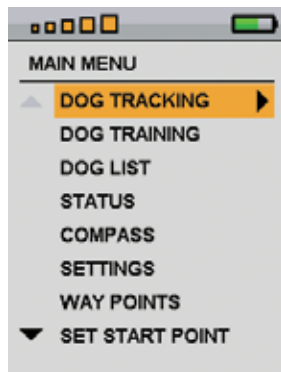 MAIN MENU
DOG TRACKING
DOG TRAINING
DOG LIST
STATUS
COMPASS
SETTINGS
WAY POINTS
SET START POINT